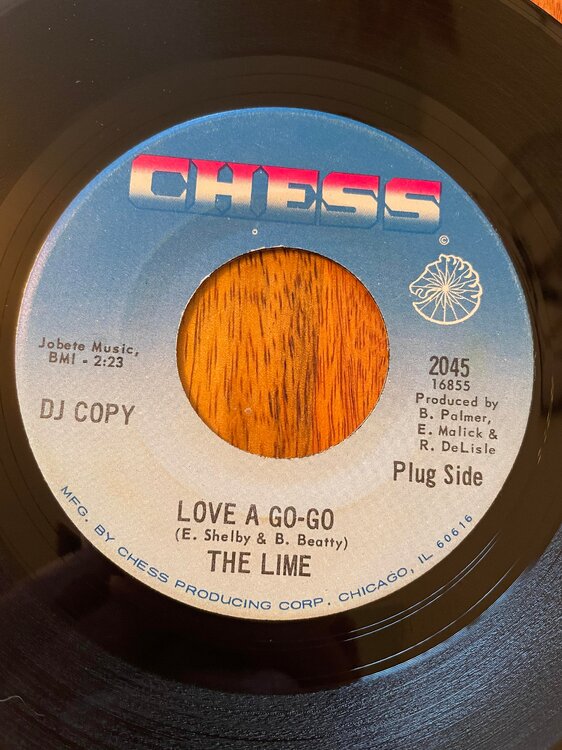 CHESS
©
Jobete Music,
BMI - 2:23
DJ COPY
2045
16855
Produced by
B. Palmer,
E. Malick &
R. DeLisle
Plug Side
LOVE A GO-GO
(E. Shelby & B. Beatty)
THE LIME
MFG. BY CHESS PRODUCING CORP. CHICAGO, IL 60616